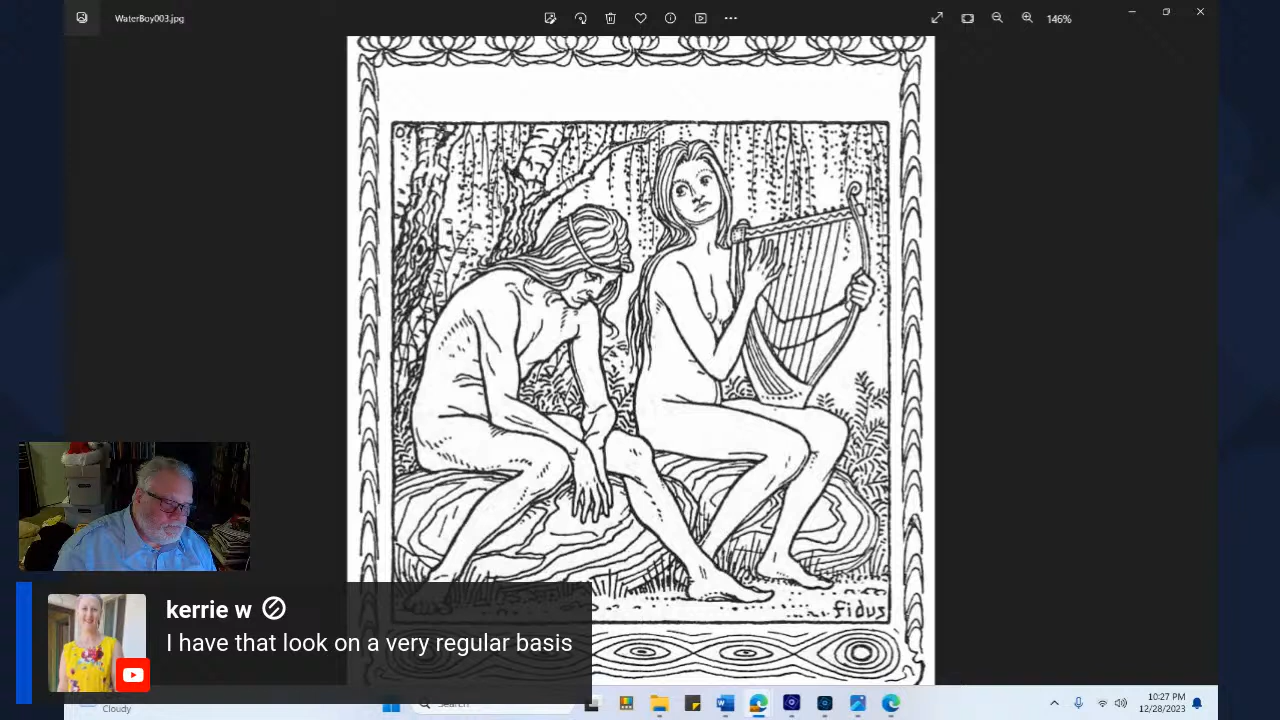 WaterBoy003.jpg
146%
fidus
kerrie w
I have that look on a very regular basis
Cloudy
Search
10:27 PM
12/28/2023